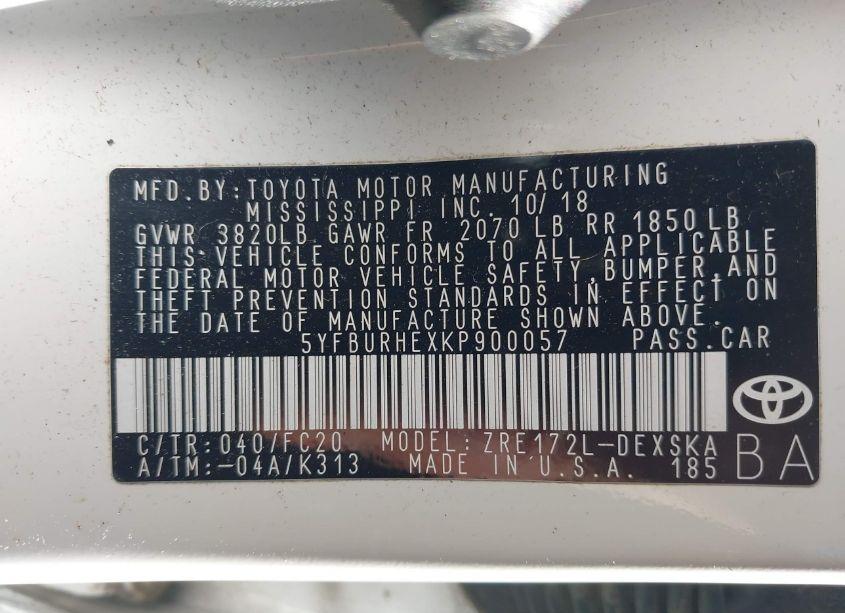 MFD.BY:TOYOTA MOTOR MANUFACTURING
MISSISSIPPI INC. 10/18
GVWR 3820LB GAWR FR 2070 LB RR 1850LB
THIS VEHICLE CONFORMS TO ALL APPLICABLE
FEDERAL MOTOR VEHICLE SAFETY,BUMPER,AND
THEFT PREVENTION STANDARDS IN EFFECT ON
THE DATE OF MANUFACTURE SHOWN ABOVE.
5YFBURHEXKP900057 PASS.CAR
C/TR:040/FC20 MODEL:ZRE172L-DEXSKA
A/TM:-04A/K313 MADE IN U.S.A. 185
BA